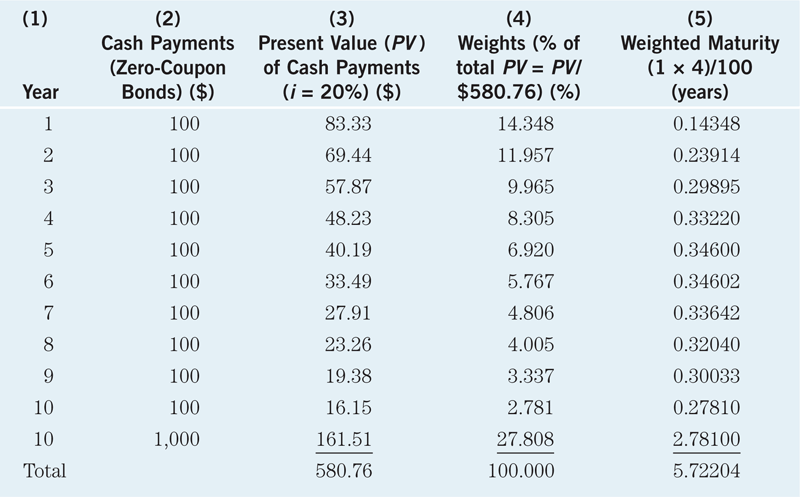 (1) (2) (3) (4) (5)
Cash Payments Present Value (PV) Weights (% of Weighted Maturity
(Zero-Coupon of Cash Payments total PV = PV/ (1 × 4)/100
Year Bonds) ($) (i = 20%) ($) $580.76) (%) (years)
1 100 83.33 14.348 0.14348
2 100 69.44 11.957 0.23914
3 100 57.87 9.965 0.29895
4 100 48.23 8.305 0.33220
5 100 40.19 6.920 0.34600
6 100 33.49 5.767 0.34602
7 100 27.91 4.806 0.33642
8 100 23.26 4.005 0.32040
9 100 19.38 3.337 0.30033
10 100 16.15 2.781 0.27810
10 1,000 161.51 27.808 2.78100
Total 580.76 100.000 5.72204